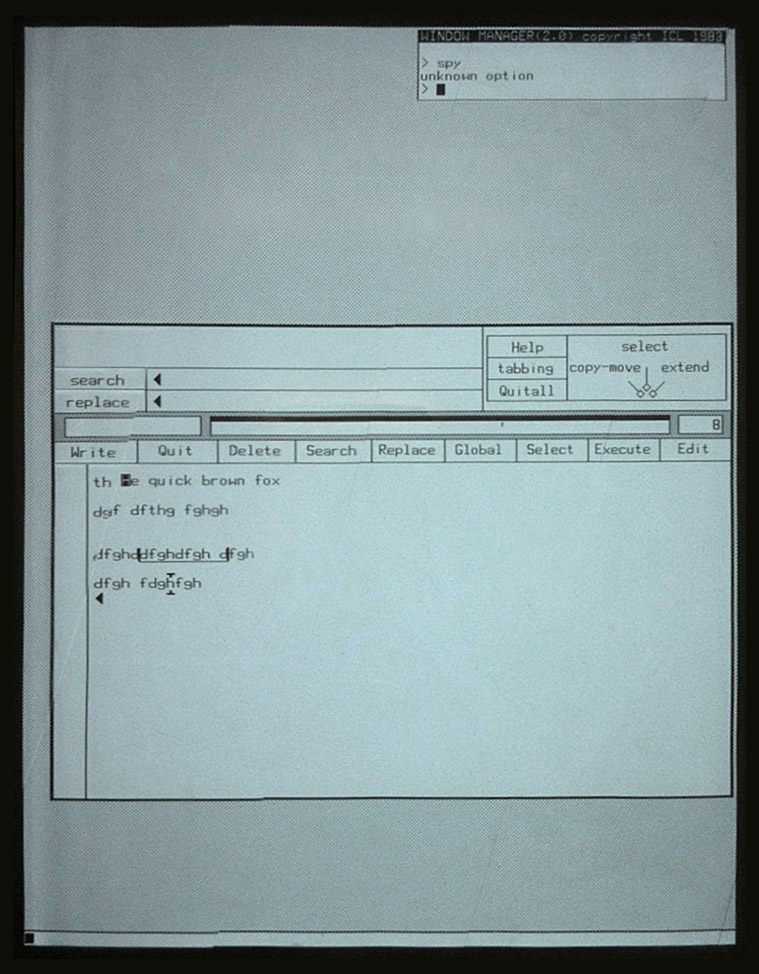 WINDOW MANAGER(2.0) copyright ICL 1983
> spy
unknown option
>
Help
select
tabbing
copy-move
extend
search
Quitall
replace
8
Write Quit Delete Search Replace Global Select Execute Edit
th e quick brown fox
dgf dfthg fghgh
dfghddfghdfgh dfgh
dfgh fdghfgh